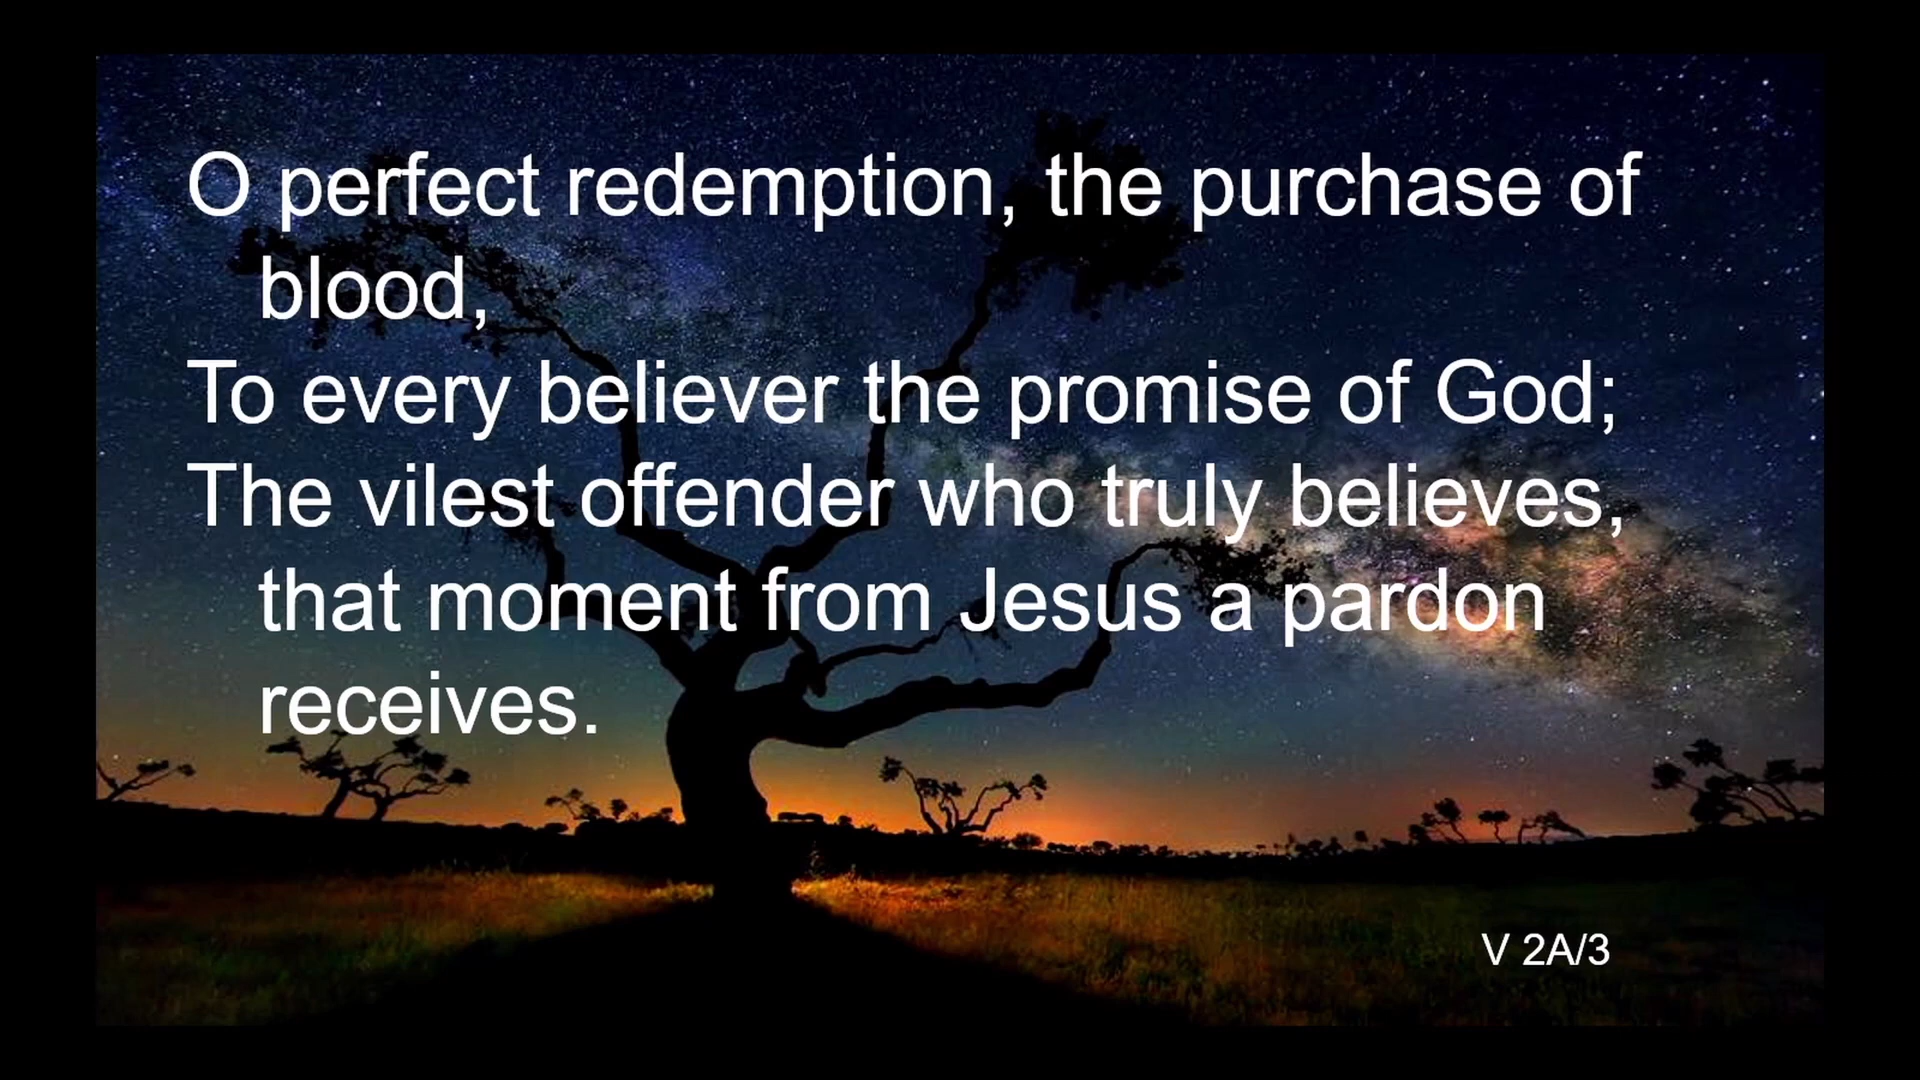 O perfect redemption, the purchase of
blood,
To every believer the promise of God;
The vilest offender who truly believes,
that moment from Jesus a pardon
receives.
V 2A/3